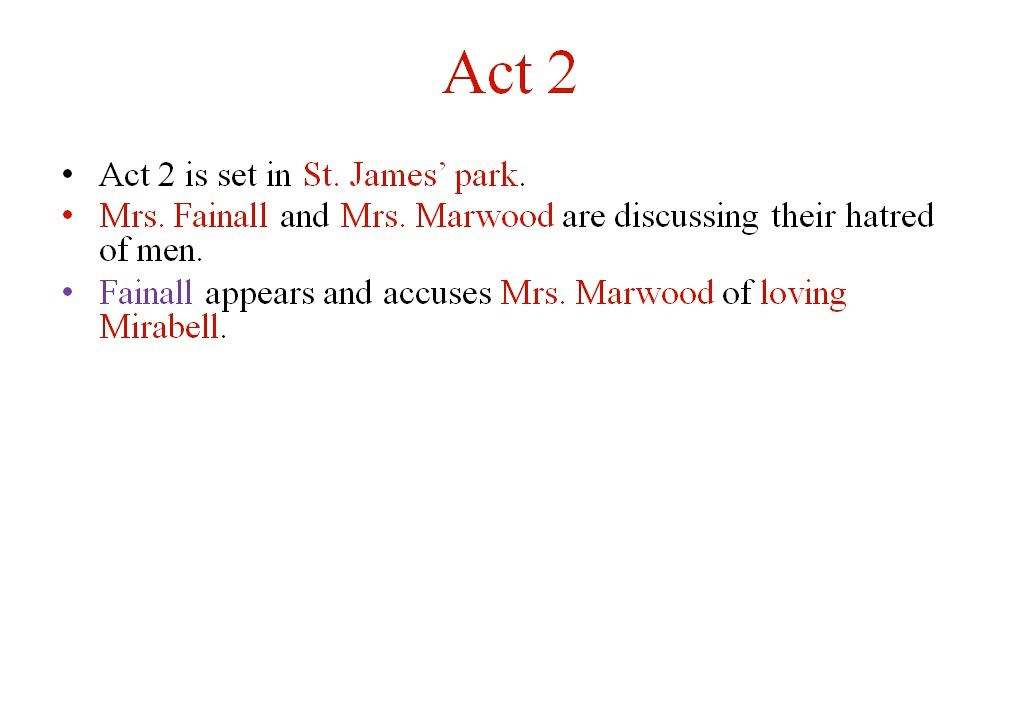 Act 2
• Act 2 is set in St. James’ park.
• Mrs. Fainall and Mrs. Marwood are discussing their hatred
of men.
• Fainall appears and accuses Mrs. Marwood of loving
Mirabell.